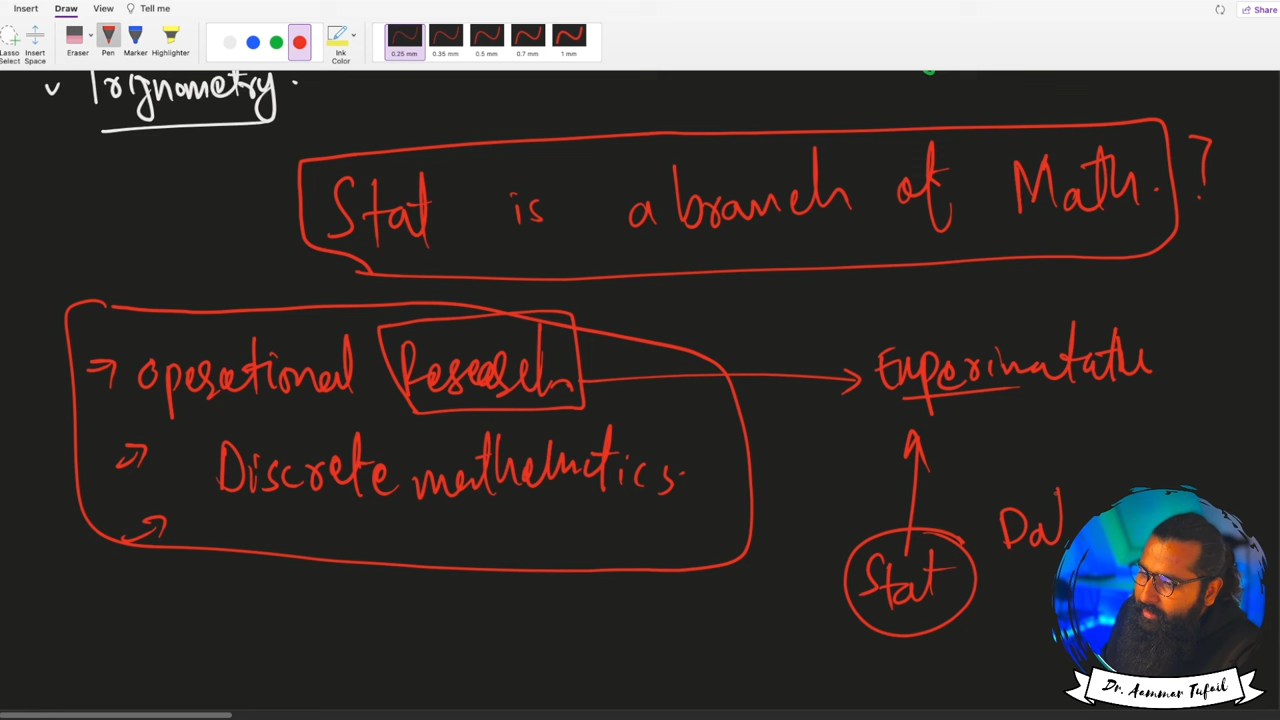 Insert Draw View Tell me
Share
Lasso Select
Insert Space
Eraser
Pen
Marker
Highlighter
Ink Color
0.25 mm
0.35 mm
0.5 mm
0.7 mm
1 mm
Trignometry.
Stat is a branch of Math. ?
→ Operational Research → 
→ Discrete mathematics.
Stat
Dr. Aammar Tufail